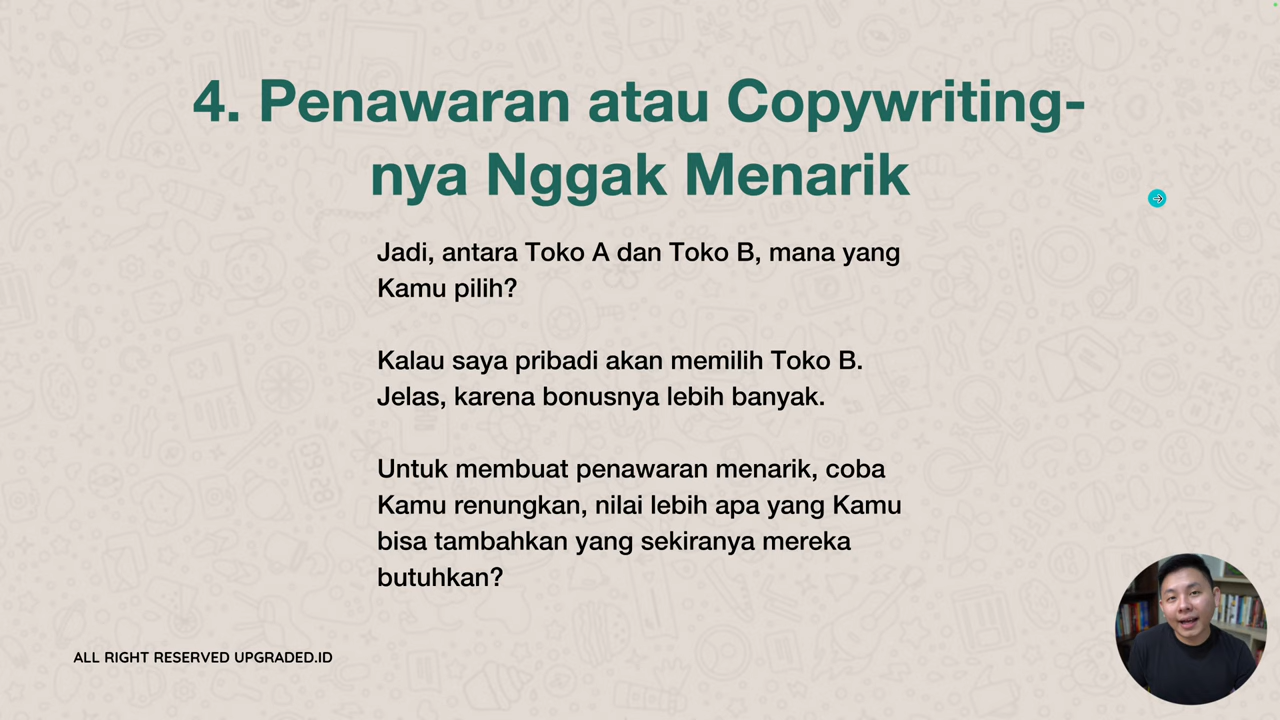 4. Penawaran atau Copywriting-
nya Nggak Menarik
Jadi, antara Toko A dan Toko B, mana yang
Kamu pilih?
Kalau saya pribadi akan memilih Toko B.
Jelas, karena bonusnya lebih banyak.
Untuk membuat penawaran menarik, coba
Kamu renungkan, nilai lebih apa yang Kamu
bisa tambahkan yang sekiranya mereka
butuhkan?
ALL RIGHT RESERVED UPGRADED.ID